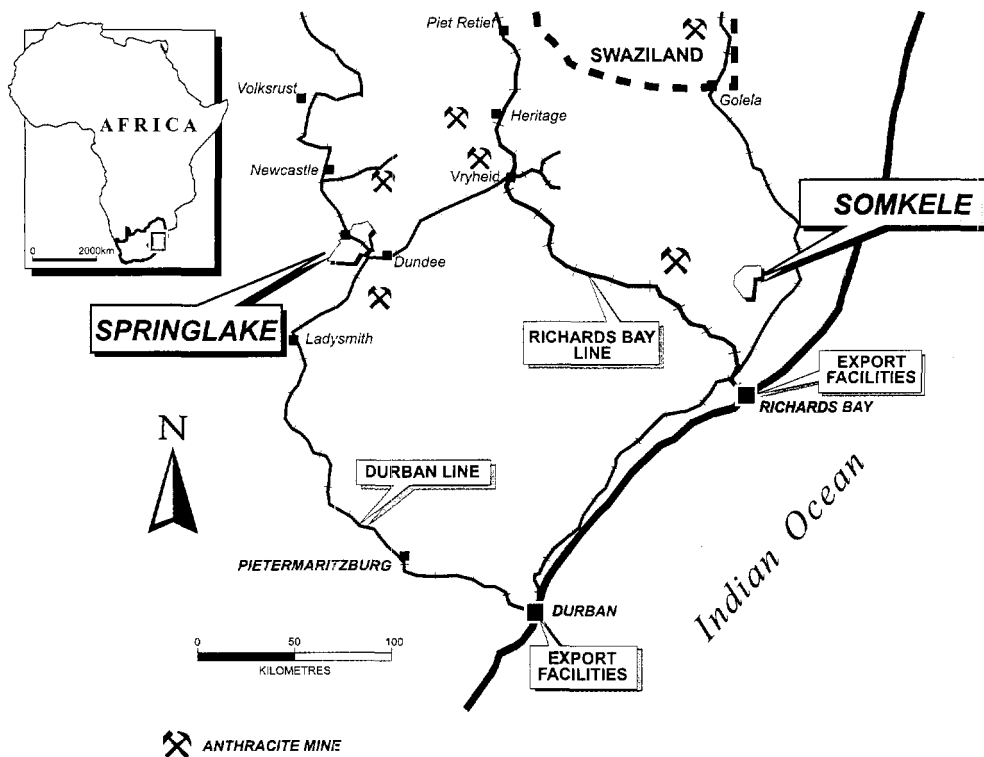 AFRICA
0 2000km
Piet Retief
SWAZILAND
Volksrust
Golela
Heritage
Newcastle
Vryheid
SOMKELE
Dundee
SPRINGLAKE
Ladysmith
RICHARDS BAY
LINE
EXPORT
FACILITIES
RICHARDS BAY
N
DURBAN LINE
Indian Ocean
PIETERMARITZBURG
DURBAN
0 50 100
KILOMETRES
EXPORT
FACILITIES
ANTHRACITE MINE